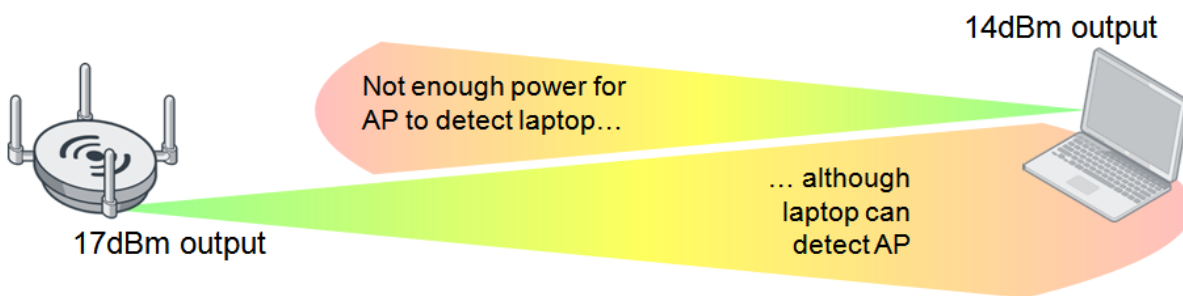 14dBm output
Not enough power for
AP to detect laptop…
… although
laptop can
detect AP
17dBm output